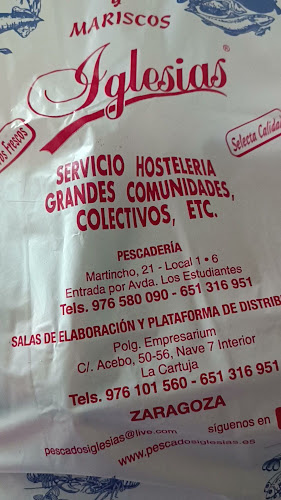 y
MARISCOS
Iglesias®
os Frescos
Selecta Calida
SERVICIO HOSTELERIA
GRANDES COMUNIDADES,
COLECTIVOS, ETC.
PESCADERÍA
Martincho, 21 - Local 1 • 6
Entrada por Avda. Los Estudiantes
Tels. 976 580 090 - 651 316 951
SALAS DE ELABORACIÓN Y PLATAFORMA DE DISTRIB
Polg. Empresarium
C/. Acebo, 50-56, Nave 7 Interior
La Cartuja
Tels. 976 101 560 - 651 316 951
ZARAGOZA
pescadosiglesias@live.com
síguenos en
www.pescadosiglesias.es